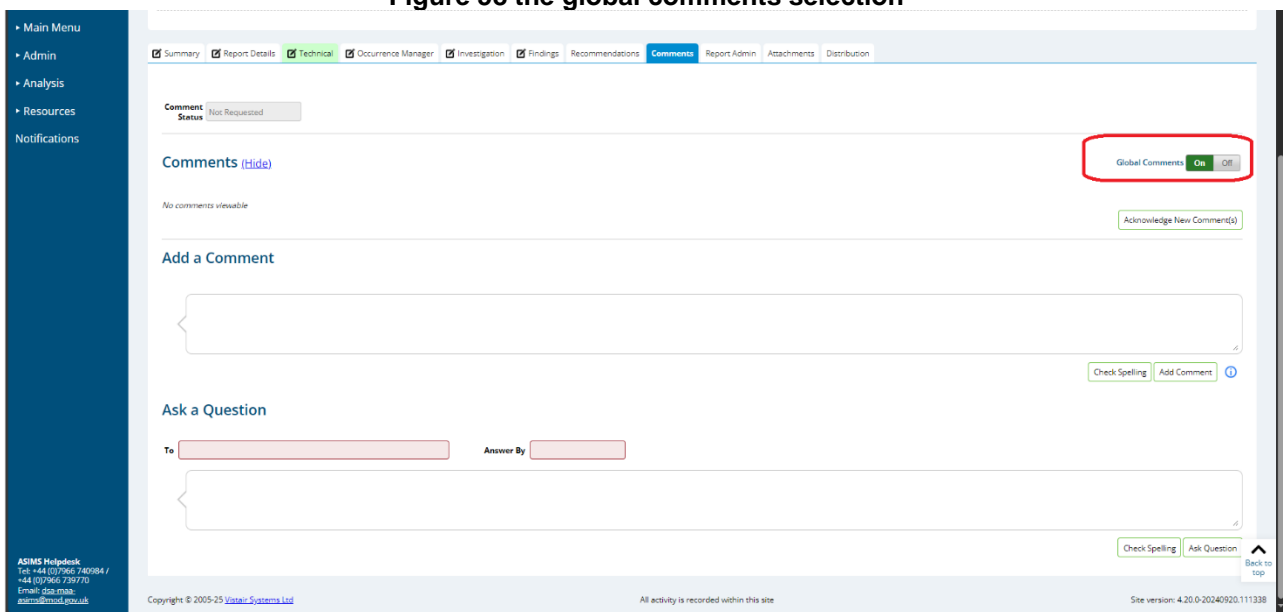 Figure 56 the global comments selection
Main Menu
Admin
Analysis
Resources
Notifications
Summary Report Details Technical Occurrence Manager Investigation Findings Recommendations Comments Report Admin Attachments Distribution
Comment Status Not Requested
Comments (Hide)
Global Comments On Off
No comments viewable
Acknowledge New Comment(s)
Add a Comment
Check Spelling Add Comment
Ask a Question
To Answer By
Check Spelling Ask Question
Back to
top
ASIMS Helpdesk
Tel: +44 (0)7966 740984 /
+44 (0)7966 739770
Email: dsa-maa-
asims@mod.gov.uk
Copyright © 2005-25 Vistair Systems Ltd
All activity is recorded within this site
Site version: 4.20.0-20240920.111338